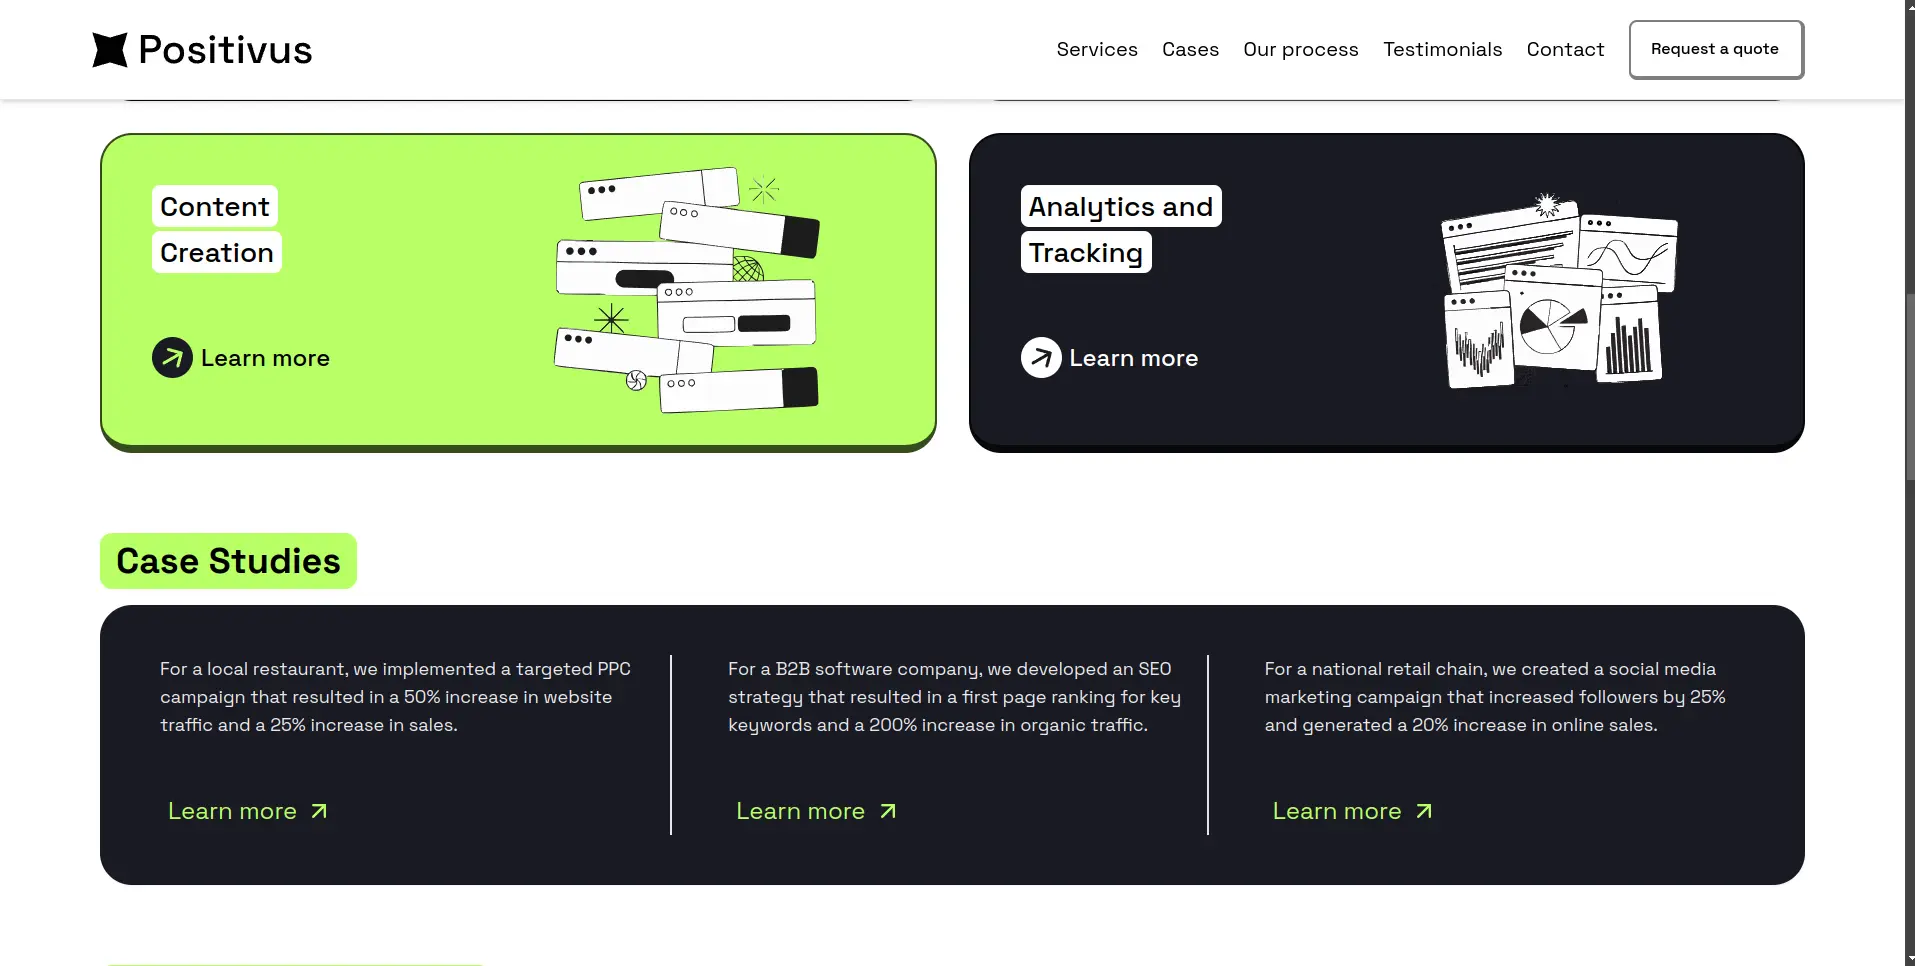 Positivus
Services
Cases
Our process
Testimonials
Contact
Request a quote
Content
Creation
Learn more
Analytics and
Tracking
Learn more
Case Studies
For a local restaurant, we implemented a targeted PPC
campaign that resulted in a 50% increase in website
traffic and a 25% increase in sales.
Learn more
For a B2B software company, we developed an SEO
strategy that resulted in a first page ranking for key
keywords and a 200% increase in organic traffic.
Learn more
For a national retail chain, we created a social media
marketing campaign that increased followers by 25%
and generated a 20% increase in online sales.
Learn more